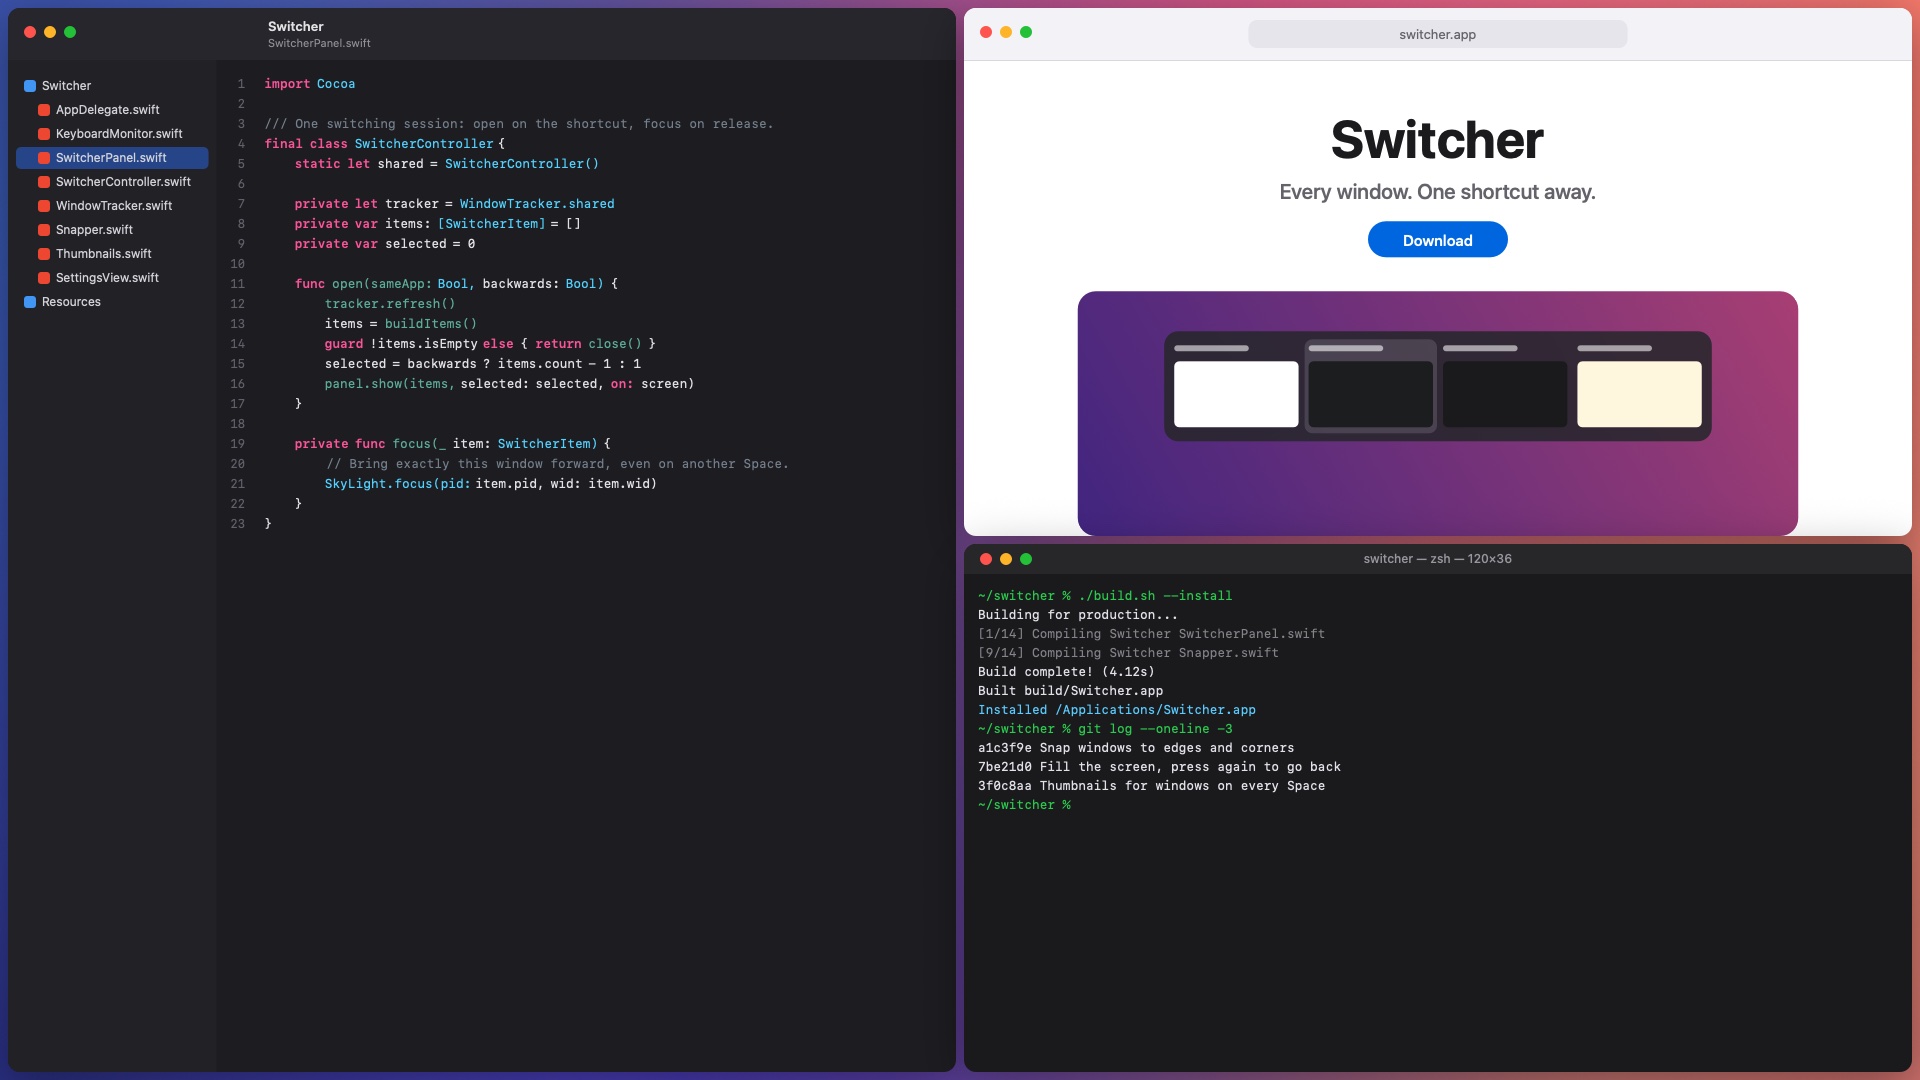 Switcher
SwitcherPanel.swift
Switcher
AppDelegate.swift
KeyboardMonitor.swift
SwitcherPanel.swift
SwitcherController.swift
WindowTracker.swift
Snapper.swift
Thumbnails.swift
SettingsView.swift
Resources
1 import Cocoa
2
3 /// One switching session: open on the shortcut, focus on release.
4 final class SwitcherController {
5     static let shared = SwitcherController()
6
7     private let tracker = WindowTracker.shared
8     private var items: [SwitcherItem] = []
9     private var selected = 0
10
11     func open(sameApp: Bool, backwards: Bool) {
12         tracker.refresh()
13         items = buildItems()
14         guard !items.isEmpty else { return close() }
15         selected = backwards ? items.count - 1 : 1
16         panel.show(items, selected: selected, on: screen)
17     }
18
19     private func focus(_ item: SwitcherItem) {
20         // Bring exactly this window forward, even on another Space.
21         SkyLight.focus(pid: item.pid, wid: item.wid)
22     }
23 }
switcher.app
Switcher
Every window. One shortcut away.
Download
switcher — zsh — 120×36
~/switcher % ./build.sh --install
Building for production...
[1/14] Compiling Switcher SwitcherPanel.swift
[9/14] Compiling Switcher Snapper.swift
Build complete! (4.12s)
Built build/Switcher.app
Installed /Applications/Switcher.app
~/switcher % git log --oneline -3
a1c3f9e Snap windows to edges and corners
7be21d0 Fill the screen, press again to go back
3f0c8aa Thumbnails for windows on every Space
~/switcher %